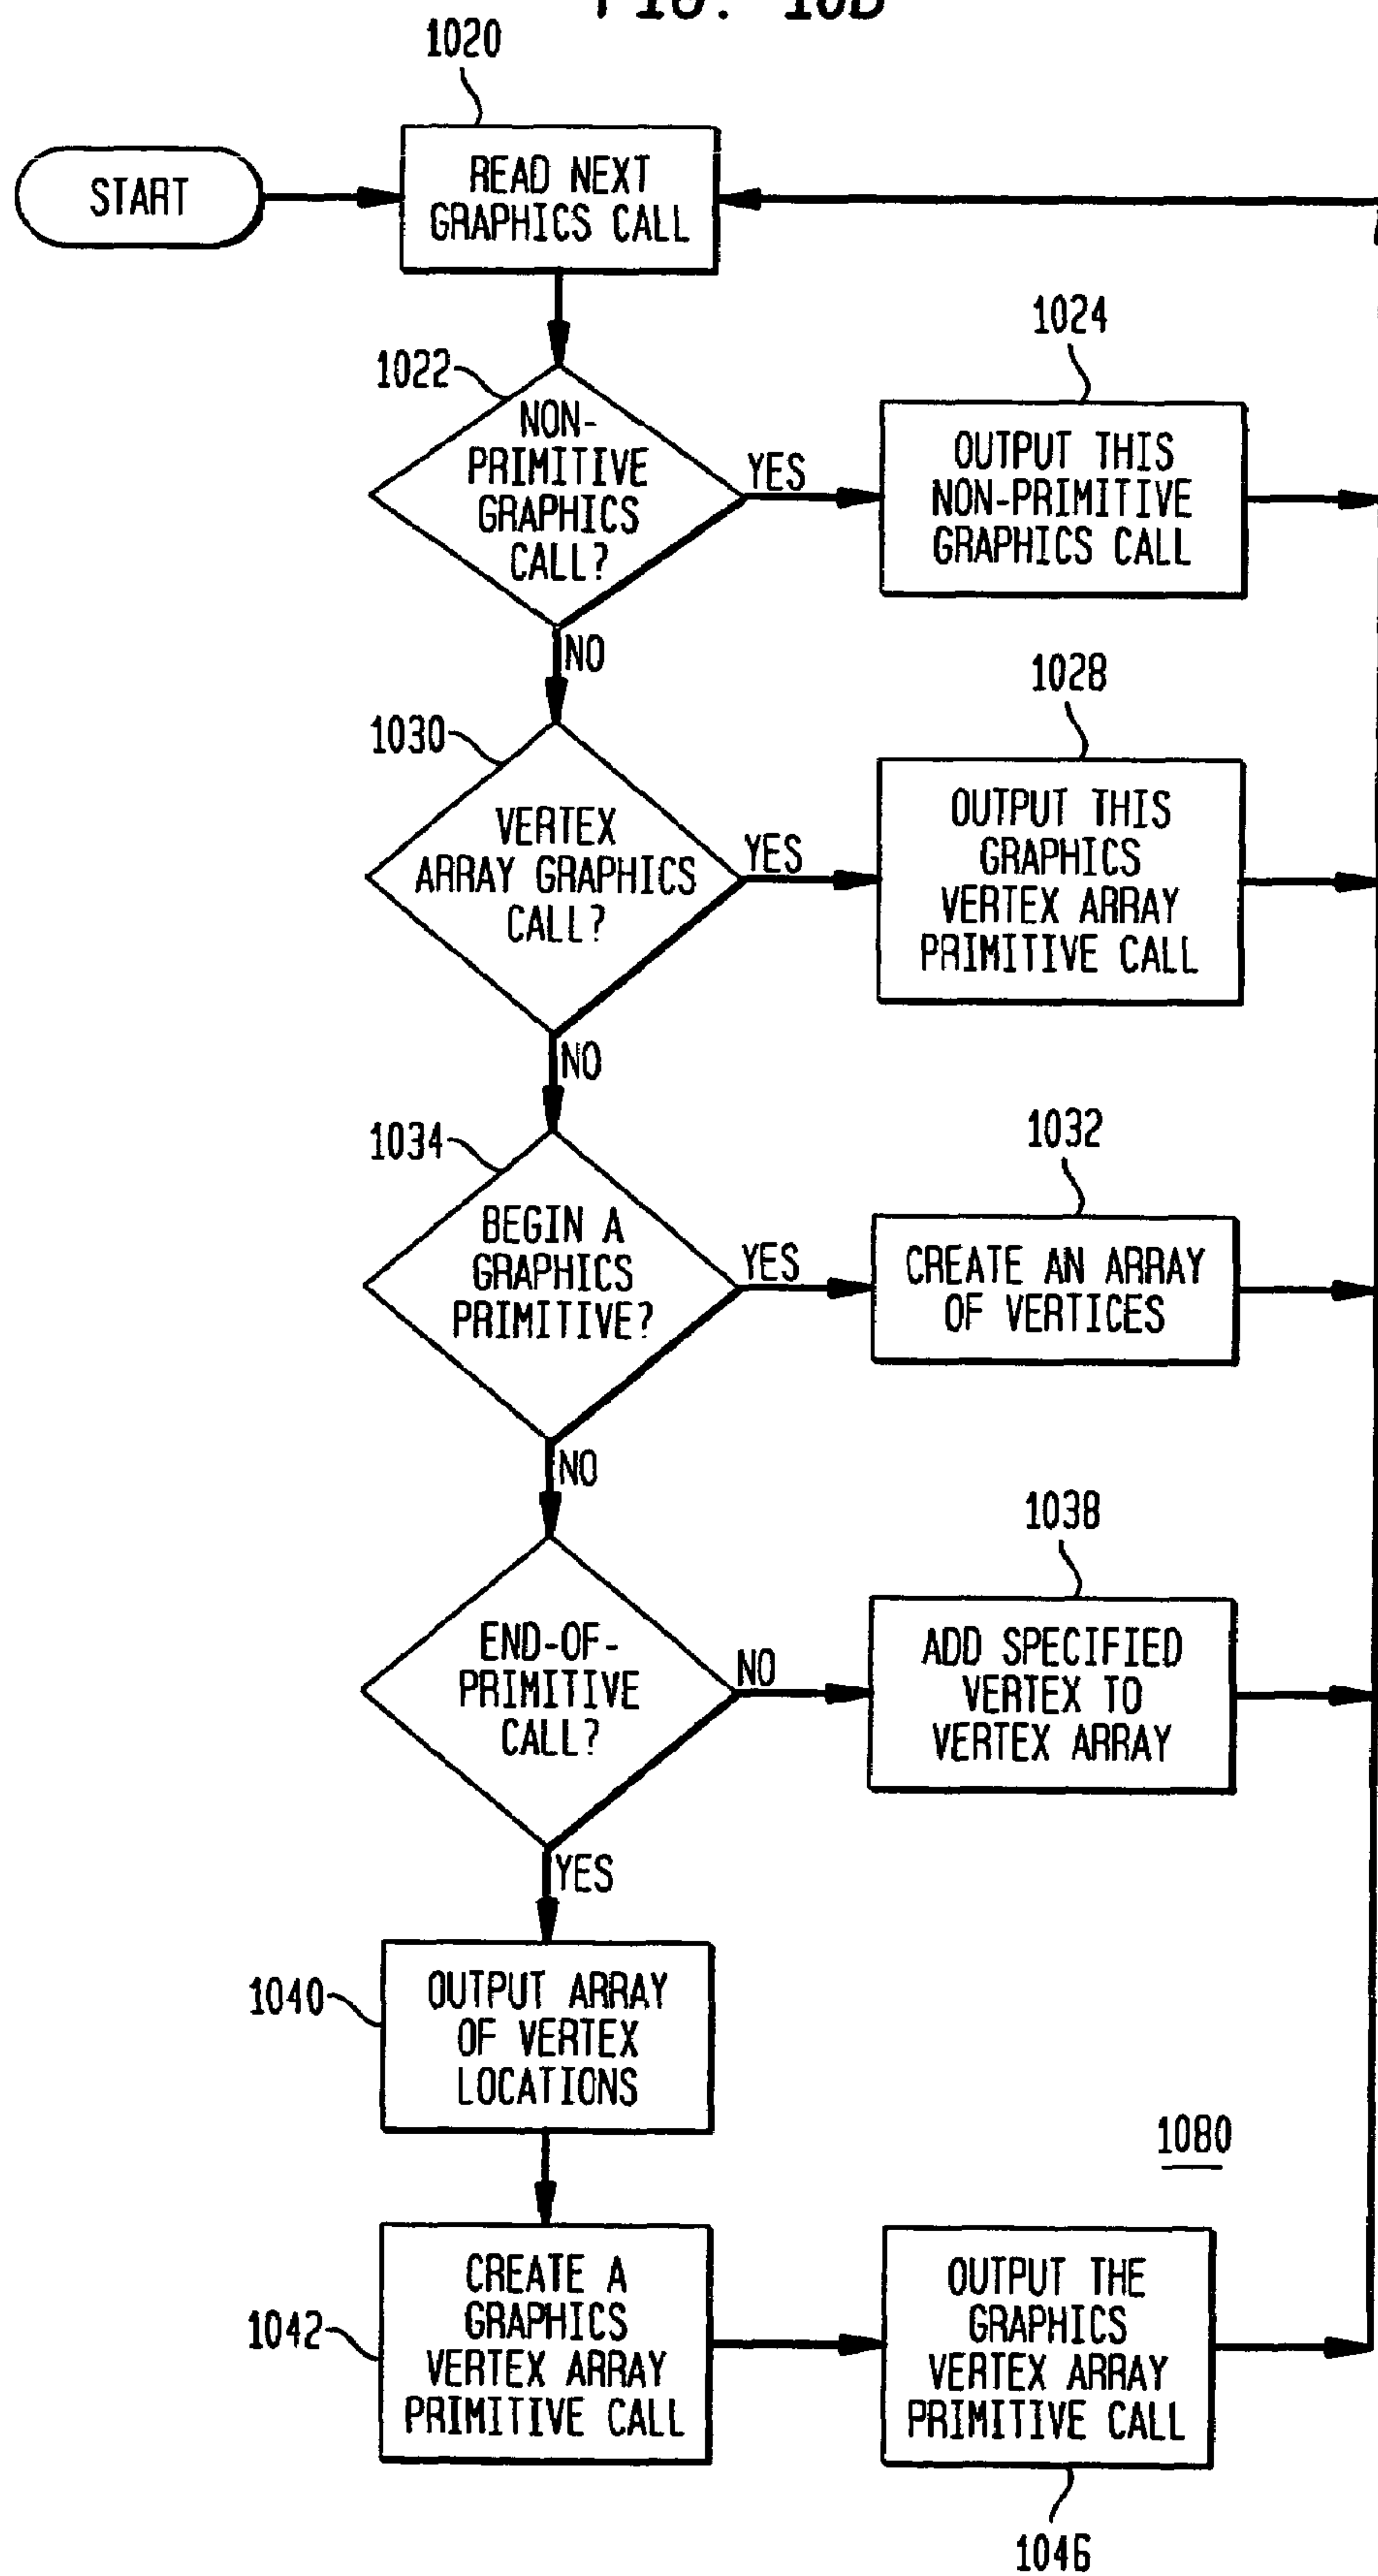 FIG. 10B
1020
START
READ NEXT
GRAPHICS CALL
1022
NON-
PRIMITIVE
GRAPHICS
CALL?
YES
1024
OUTPUT THIS
NON-PRIMITIVE
GRAPHICS CALL
NO
1030
VERTEX
ARRAY GRAPHICS
CALL?
YES
1028
OUTPUT THIS
GRAPHICS
VERTEX ARRAY
PRIMITIVE CALL
NO
1034
BEGIN A
GRAPHICS
PRIMITIVE?
YES
1032
CREATE AN ARRAY
OF VERTICES
NO
END-OF-
PRIMITIVE
CALL?
NO
1038
ADD SPECIFIED
VERTEX TO
VERTEX ARRAY
YES
1040
OUTPUT ARRAY
OF VERTEX
LOCATIONS
1080
1042
CREATE A
GRAPHICS
VERTEX ARRAY
PRIMITIVE CALL
OUTPUT THE
GRAPHICS
VERTEX ARRAY
PRIMITIVE CALL
1046